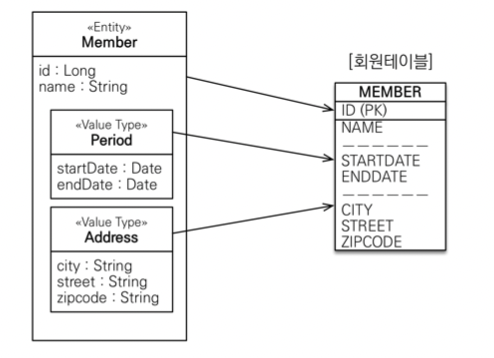 «Entity»
Member
id : Long
name : String
«Value Type»
Period
startDate : Date
endDate : Date
«Value Type»
Address
city : String
street : String
zipcode : String
[회원테이블]
MEMBER
ID (PK)
NAME
STARTDATE
ENDDATE
CITY
STREET
ZIPCODE